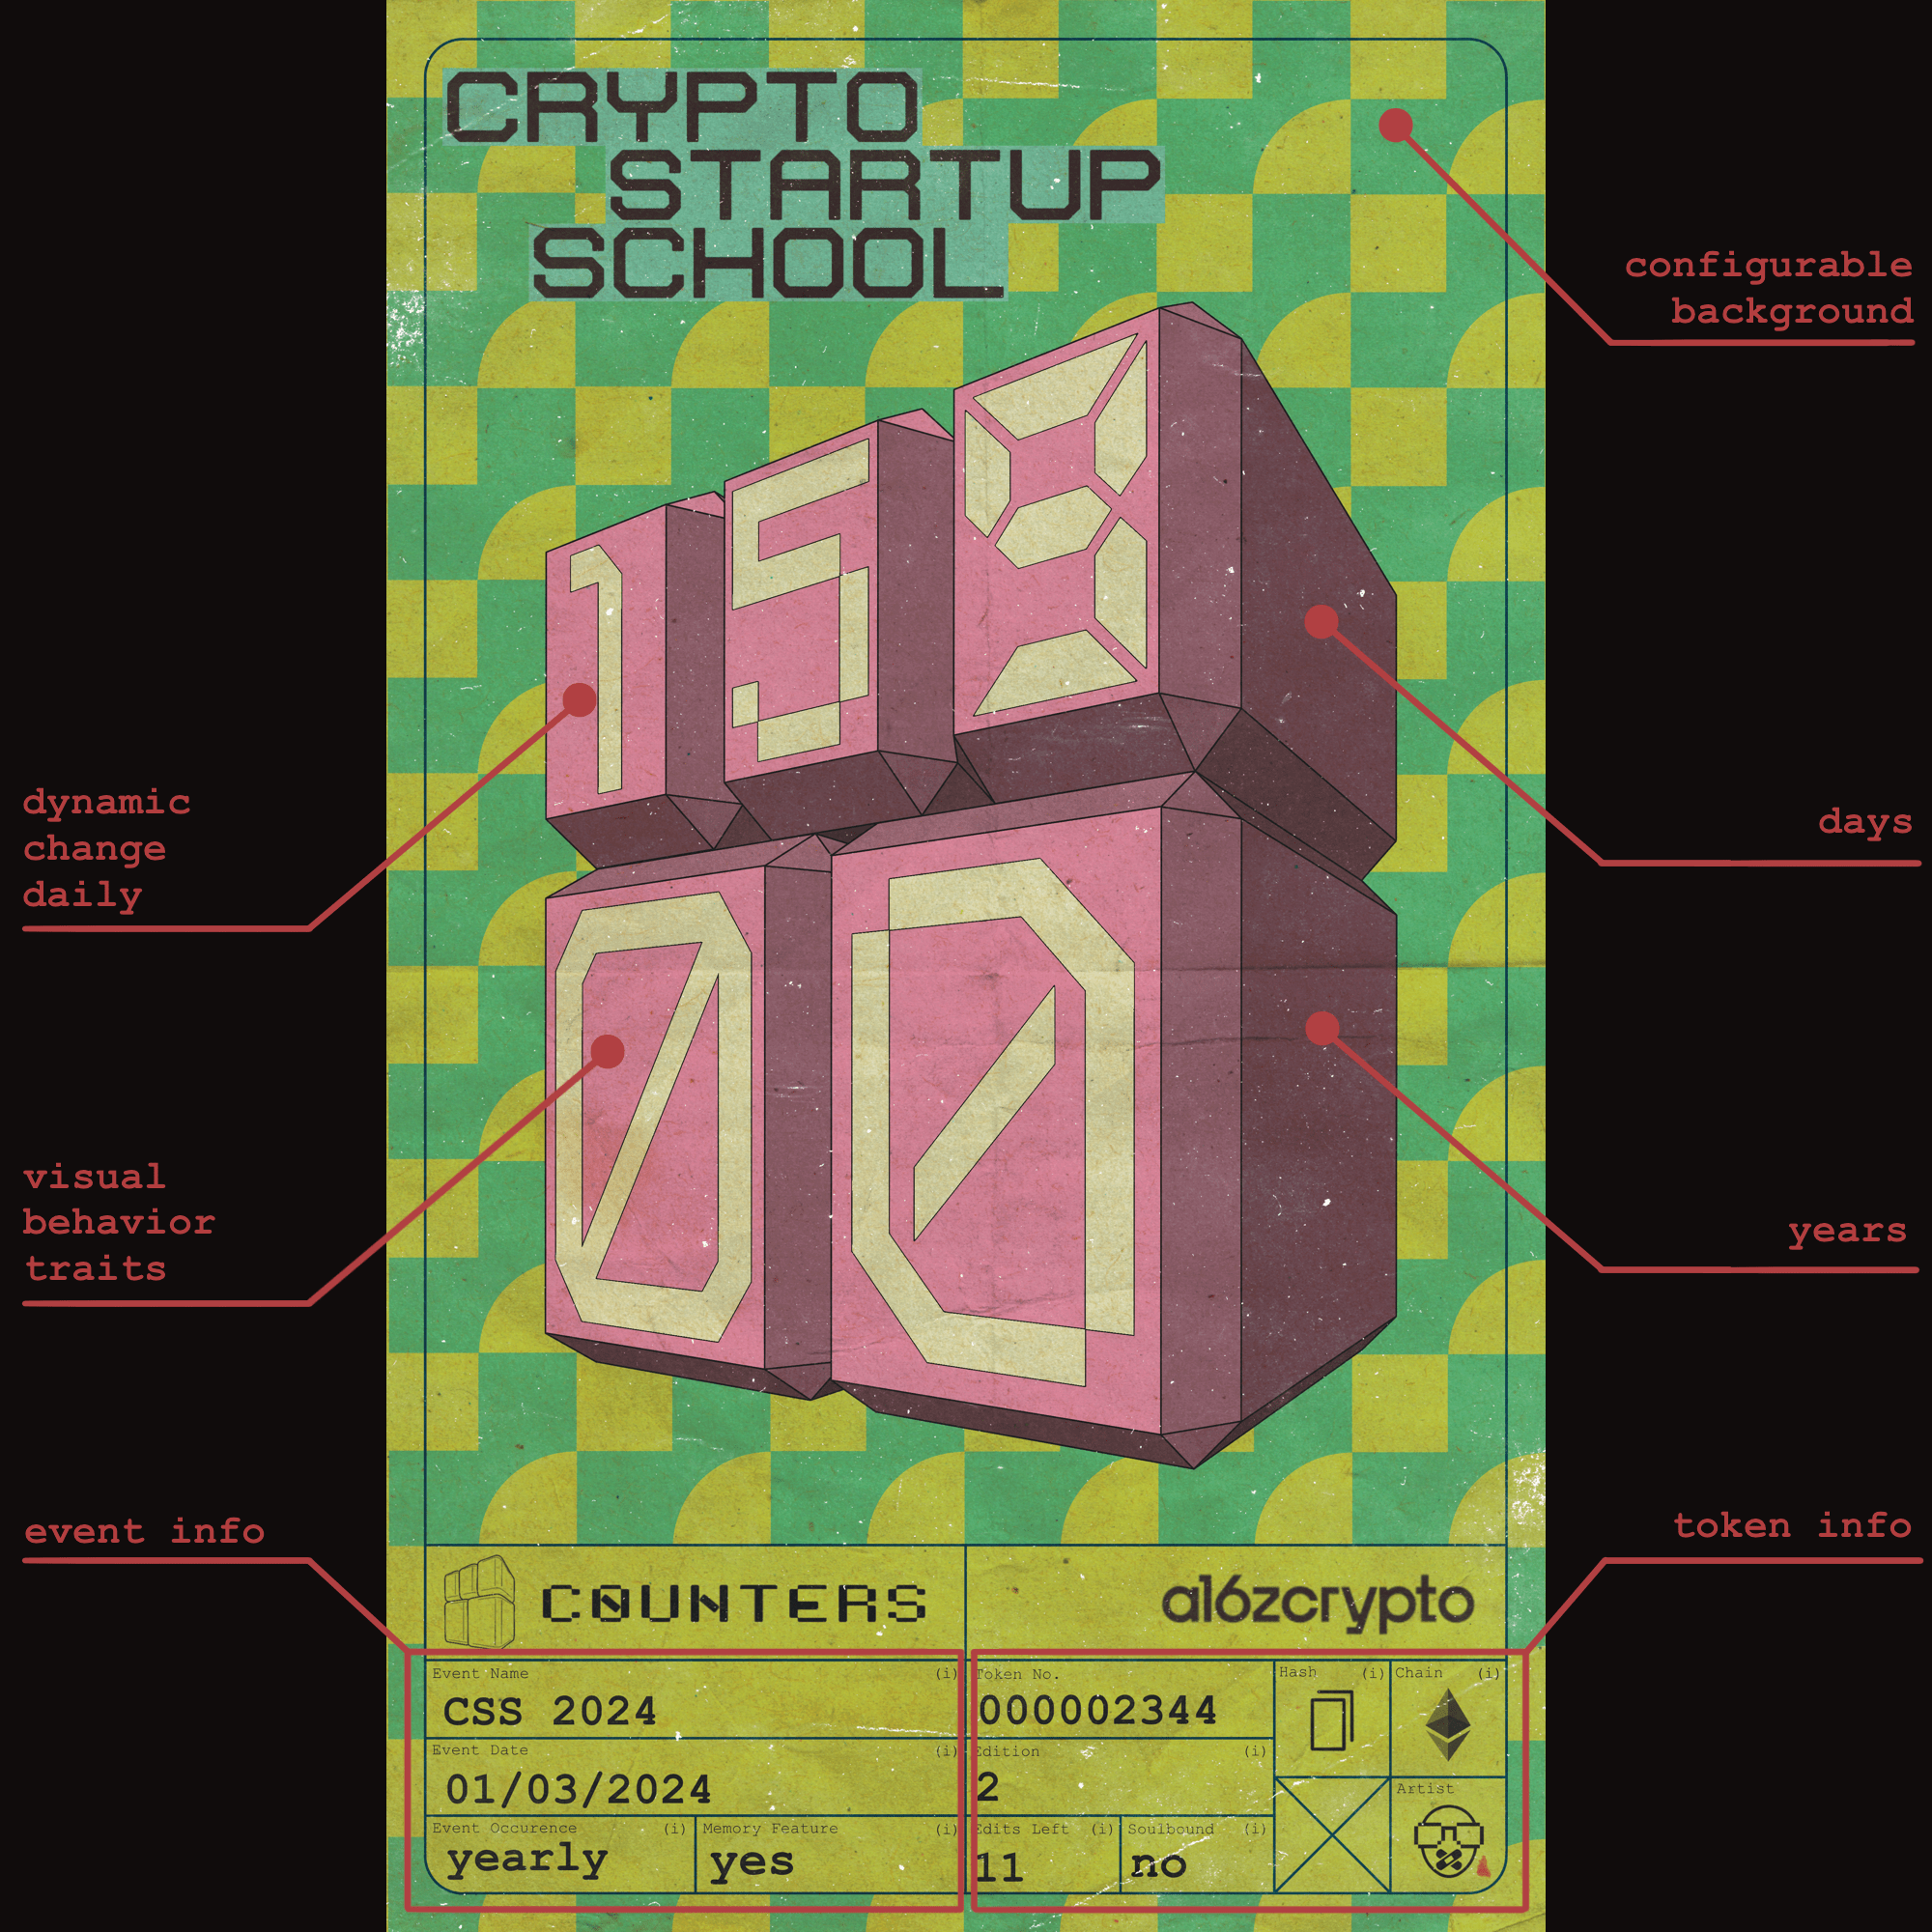 CRYPTO
STARTUP
SCHOOL
configurable
background
159
dynamic
change
daily
days
00
visual
behavior
traits
years
event info
token info
C0UNTERS
a16zcrypto
Event Name (i)
CSS 2024
Token No.
000002344
Hash (i)
Chain (i)
Event Date (i)
01/03/2024
Edition (i)
2
Artist
Event Occurence (i)
yearly
Memory Feature (i)
yes
Edits Left (i)
11
Soulbound (i)
no